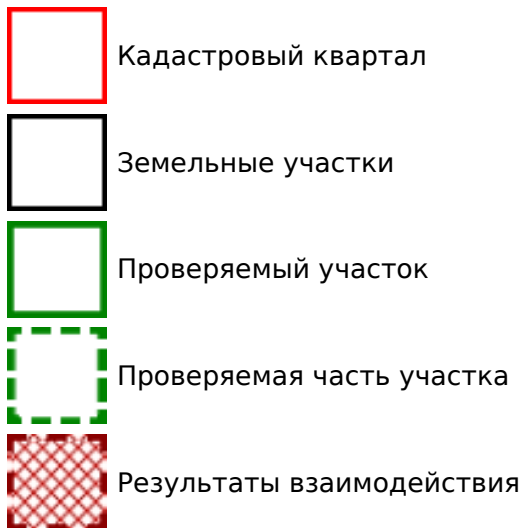 Кадастровый квартал
Земельные участки
Проверяемый участок
Проверяемая часть участка
Результаты взаимодействия